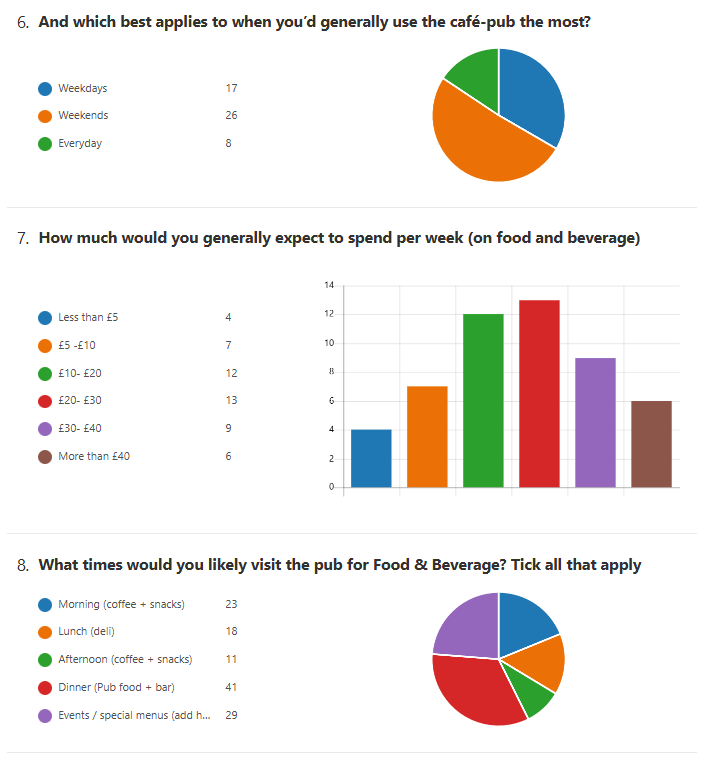 6. And which best applies to when you’d generally use the café-pub the most?
Weekdays 17
Weekends 26
Everyday 8
7. How much would you generally expect to spend per week (on food and beverage)
Less than £5 4
£5 -£10 7
£10- £20 12
£20- £30 13
£30- £40 9
More than £40 6
14
12
10
8
6
4
2
0
8. What times would you likely visit the pub for Food & Beverage? Tick all that apply
Morning (coffee + snacks) 23
Lunch (deli) 18
Afternoon (coffee + snacks) 11
Dinner (Pub food + bar) 41
Events / special menus (add h... 29